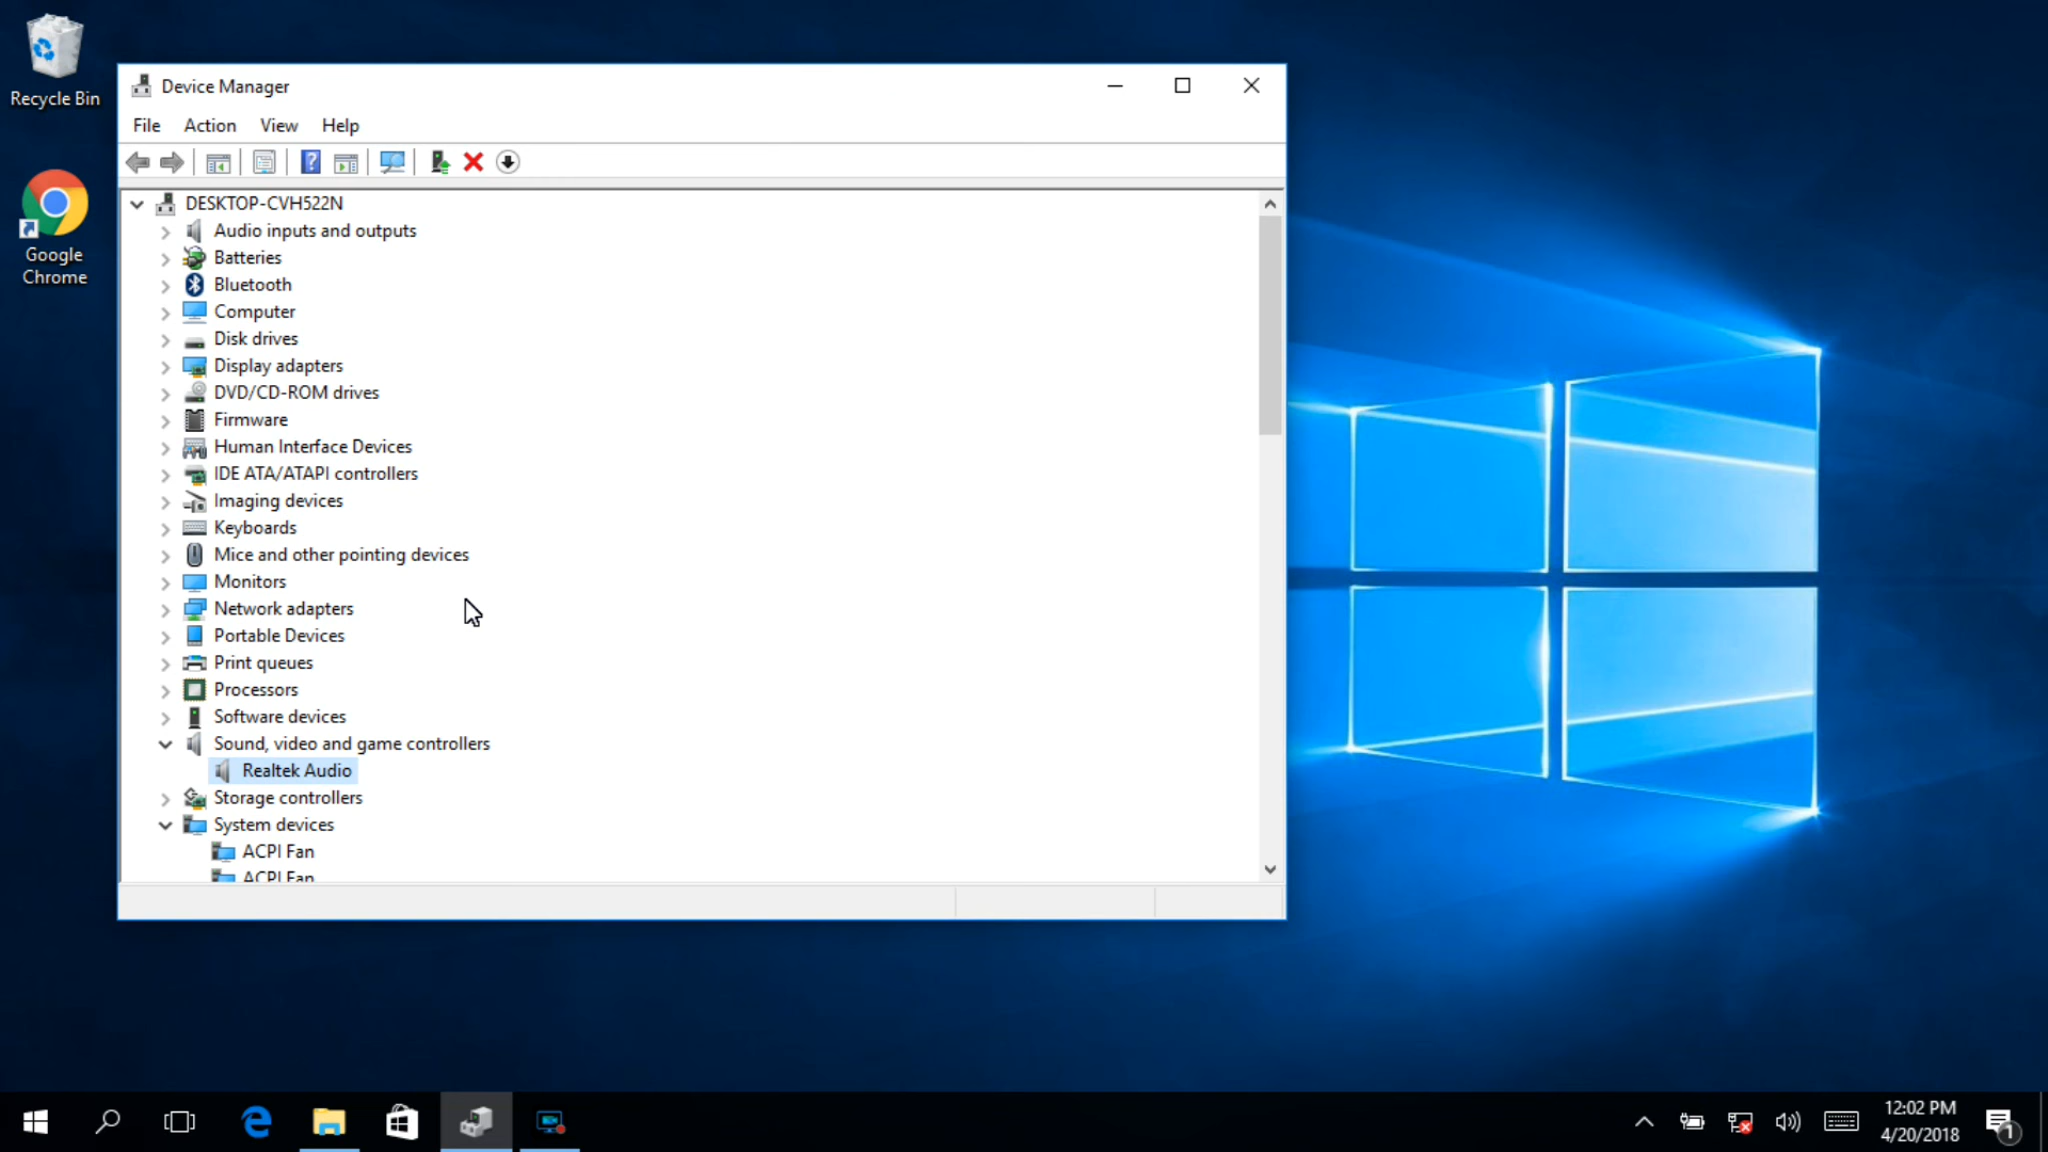 Recycle Bin
Google
Chrome
Device Manager
File Action View Help
DESKTOP-CVH522N
Audio inputs and outputs
Batteries
Bluetooth
Computer
Disk drives
Display adapters
DVD/CD-ROM drives
Firmware
Human Interface Devices
IDE ATA/ATAPI controllers
Imaging devices
Keyboards
Mice and other pointing devices
Monitors
Network adapters
Portable Devices
Print queues
Processors
Software devices
Sound, video and game controllers
Realtek Audio
Storage controllers
System devices
ACPI Fan
ACPI Fan
12:02 PM
4/20/2018
1